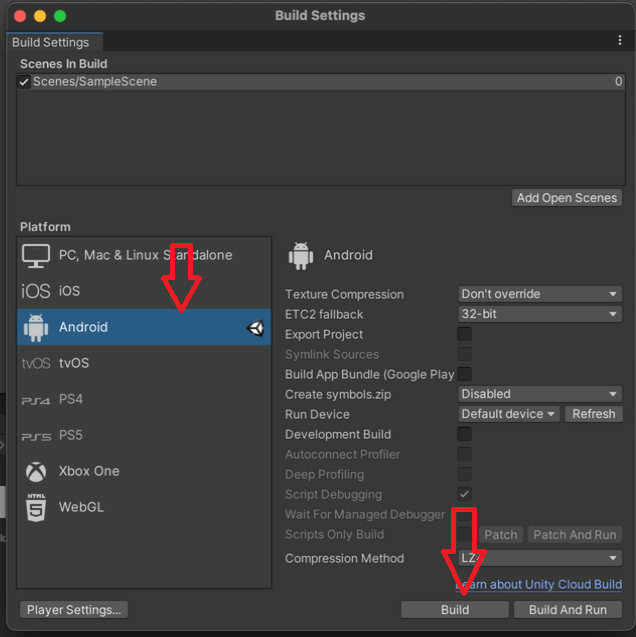 Build Settings
Build Settings
Scenes In Build
Scenes/SampleScene 0
Add Open Scenes
Platform
PC, Mac & Linux Standalone
iOS iOS
Android
tvOS tvOS
PS4 PS4
PS5 PS5
Xbox One
HTML 5 WebGL
Android
Texture Compression Don't override
ETC2 fallback 32-bit
Export Project
Symlink Sources
Build App Bundle (Google Play
Create symbols.zip Disabled
Run Device Default device Refresh
Development Build
Autoconnect Profiler
Deep Profiling
Script Debugging
Wait For Managed Debugger
Scripts Only Build Patch Patch And Run
Compression Method LZ4
Learn about Unity Cloud Build
Player Settings... Build Build And Run